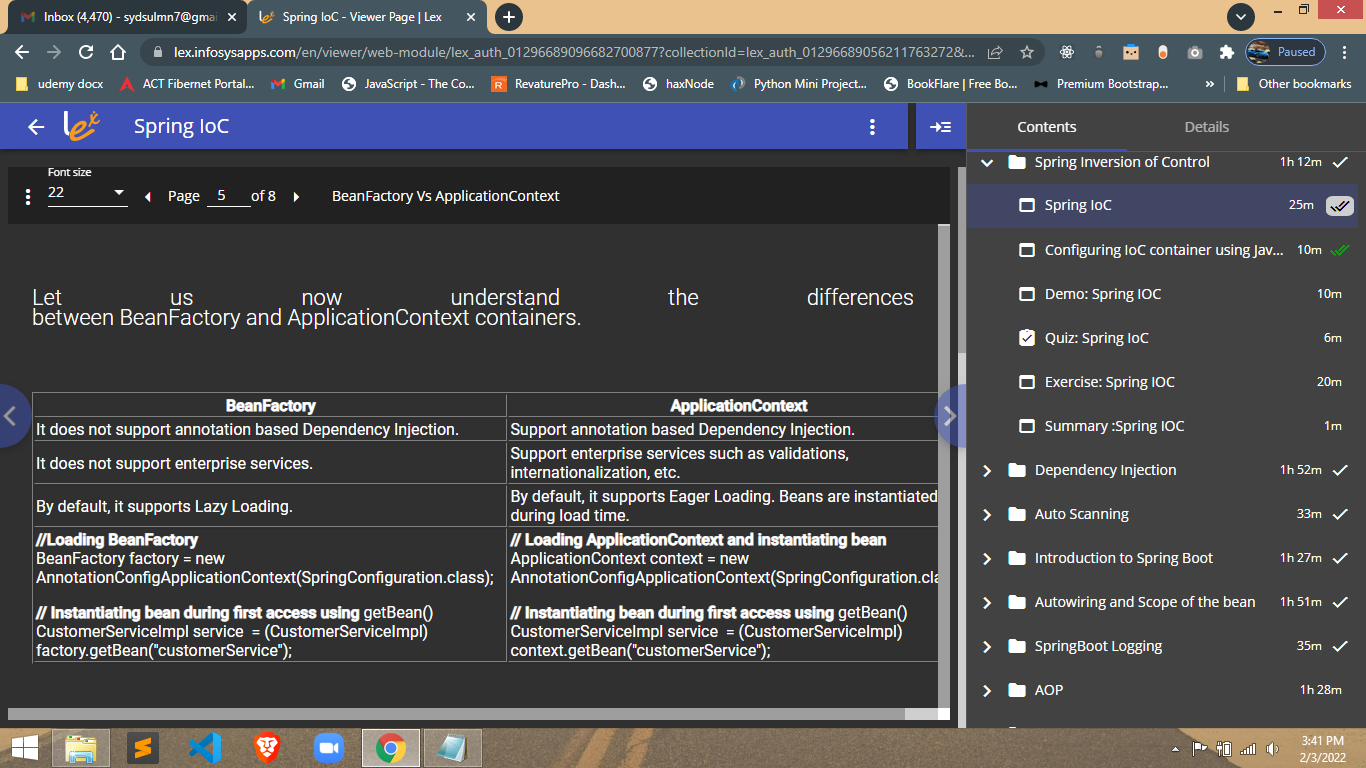 Inbox (4,470) - sydsulmn7@gmai
Spring IoC - Viewer Page | Lex
lex.infosysapps.com/en/viewer/web-module/lex_auth_01296689096682700877?collectionId=lex_auth_012966890562117632728&...
Paused
udemy docx
ACT Fibernet Portal...
Gmail
JavaScript - The Co...
RevaturePro - Dash...
haxNode
Python Mini Project...
BookFlare | Free Bo...
Premium Bootstrap...
»
Other bookmarks
lex
Spring IoC
Contents
Details
Font size
22
Page 5 of 8
BeanFactory Vs ApplicationContext
Let us now understand the differences
between BeanFactory and ApplicationContext containers.
BeanFactory
ApplicationContext
It does not support annotation based Dependency Injection.
Support annotation based Dependency Injection.
It does not support enterprise services.
Support enterprise services such as validations,
internationalization, etc.
By default, it supports Lazy Loading.
By default, it supports Eager Loading. Beans are instantiated
during load time.
//Loading BeanFactory
BeanFactory factory = new
AnnotationConfigApplicationContext(SpringConfiguration.class);
// Instantiating bean during first access using getBean()
CustomerServiceImpl service  = (CustomerServiceImpl)
factory.getBean("customerService");
// Loading ApplicationContext and instantiating bean
ApplicationContext context = new
AnnotationConfigApplicationContext(SpringConfiguration.cla
// Instantiating bean during first access using getBean()
CustomerServiceImpl service  = (CustomerServiceImpl)
context.getBean("customerService");
Spring Inversion of Control 1h 12m
Spring IoC 25m
Configuring IoC container using Jav... 10m
Demo: Spring IOC 10m
Quiz: Spring IoC 6m
Exercise: Spring IOC 20m
Summary :Spring IOC 1m
Dependency Injection 1h 52m
Auto Scanning 33m
Introduction to Spring Boot 1h 27m
Autowiring and Scope of the bean 1h 51m
SpringBoot Logging 35m
AOP 1h 28m
3:41 PM
2/3/2022